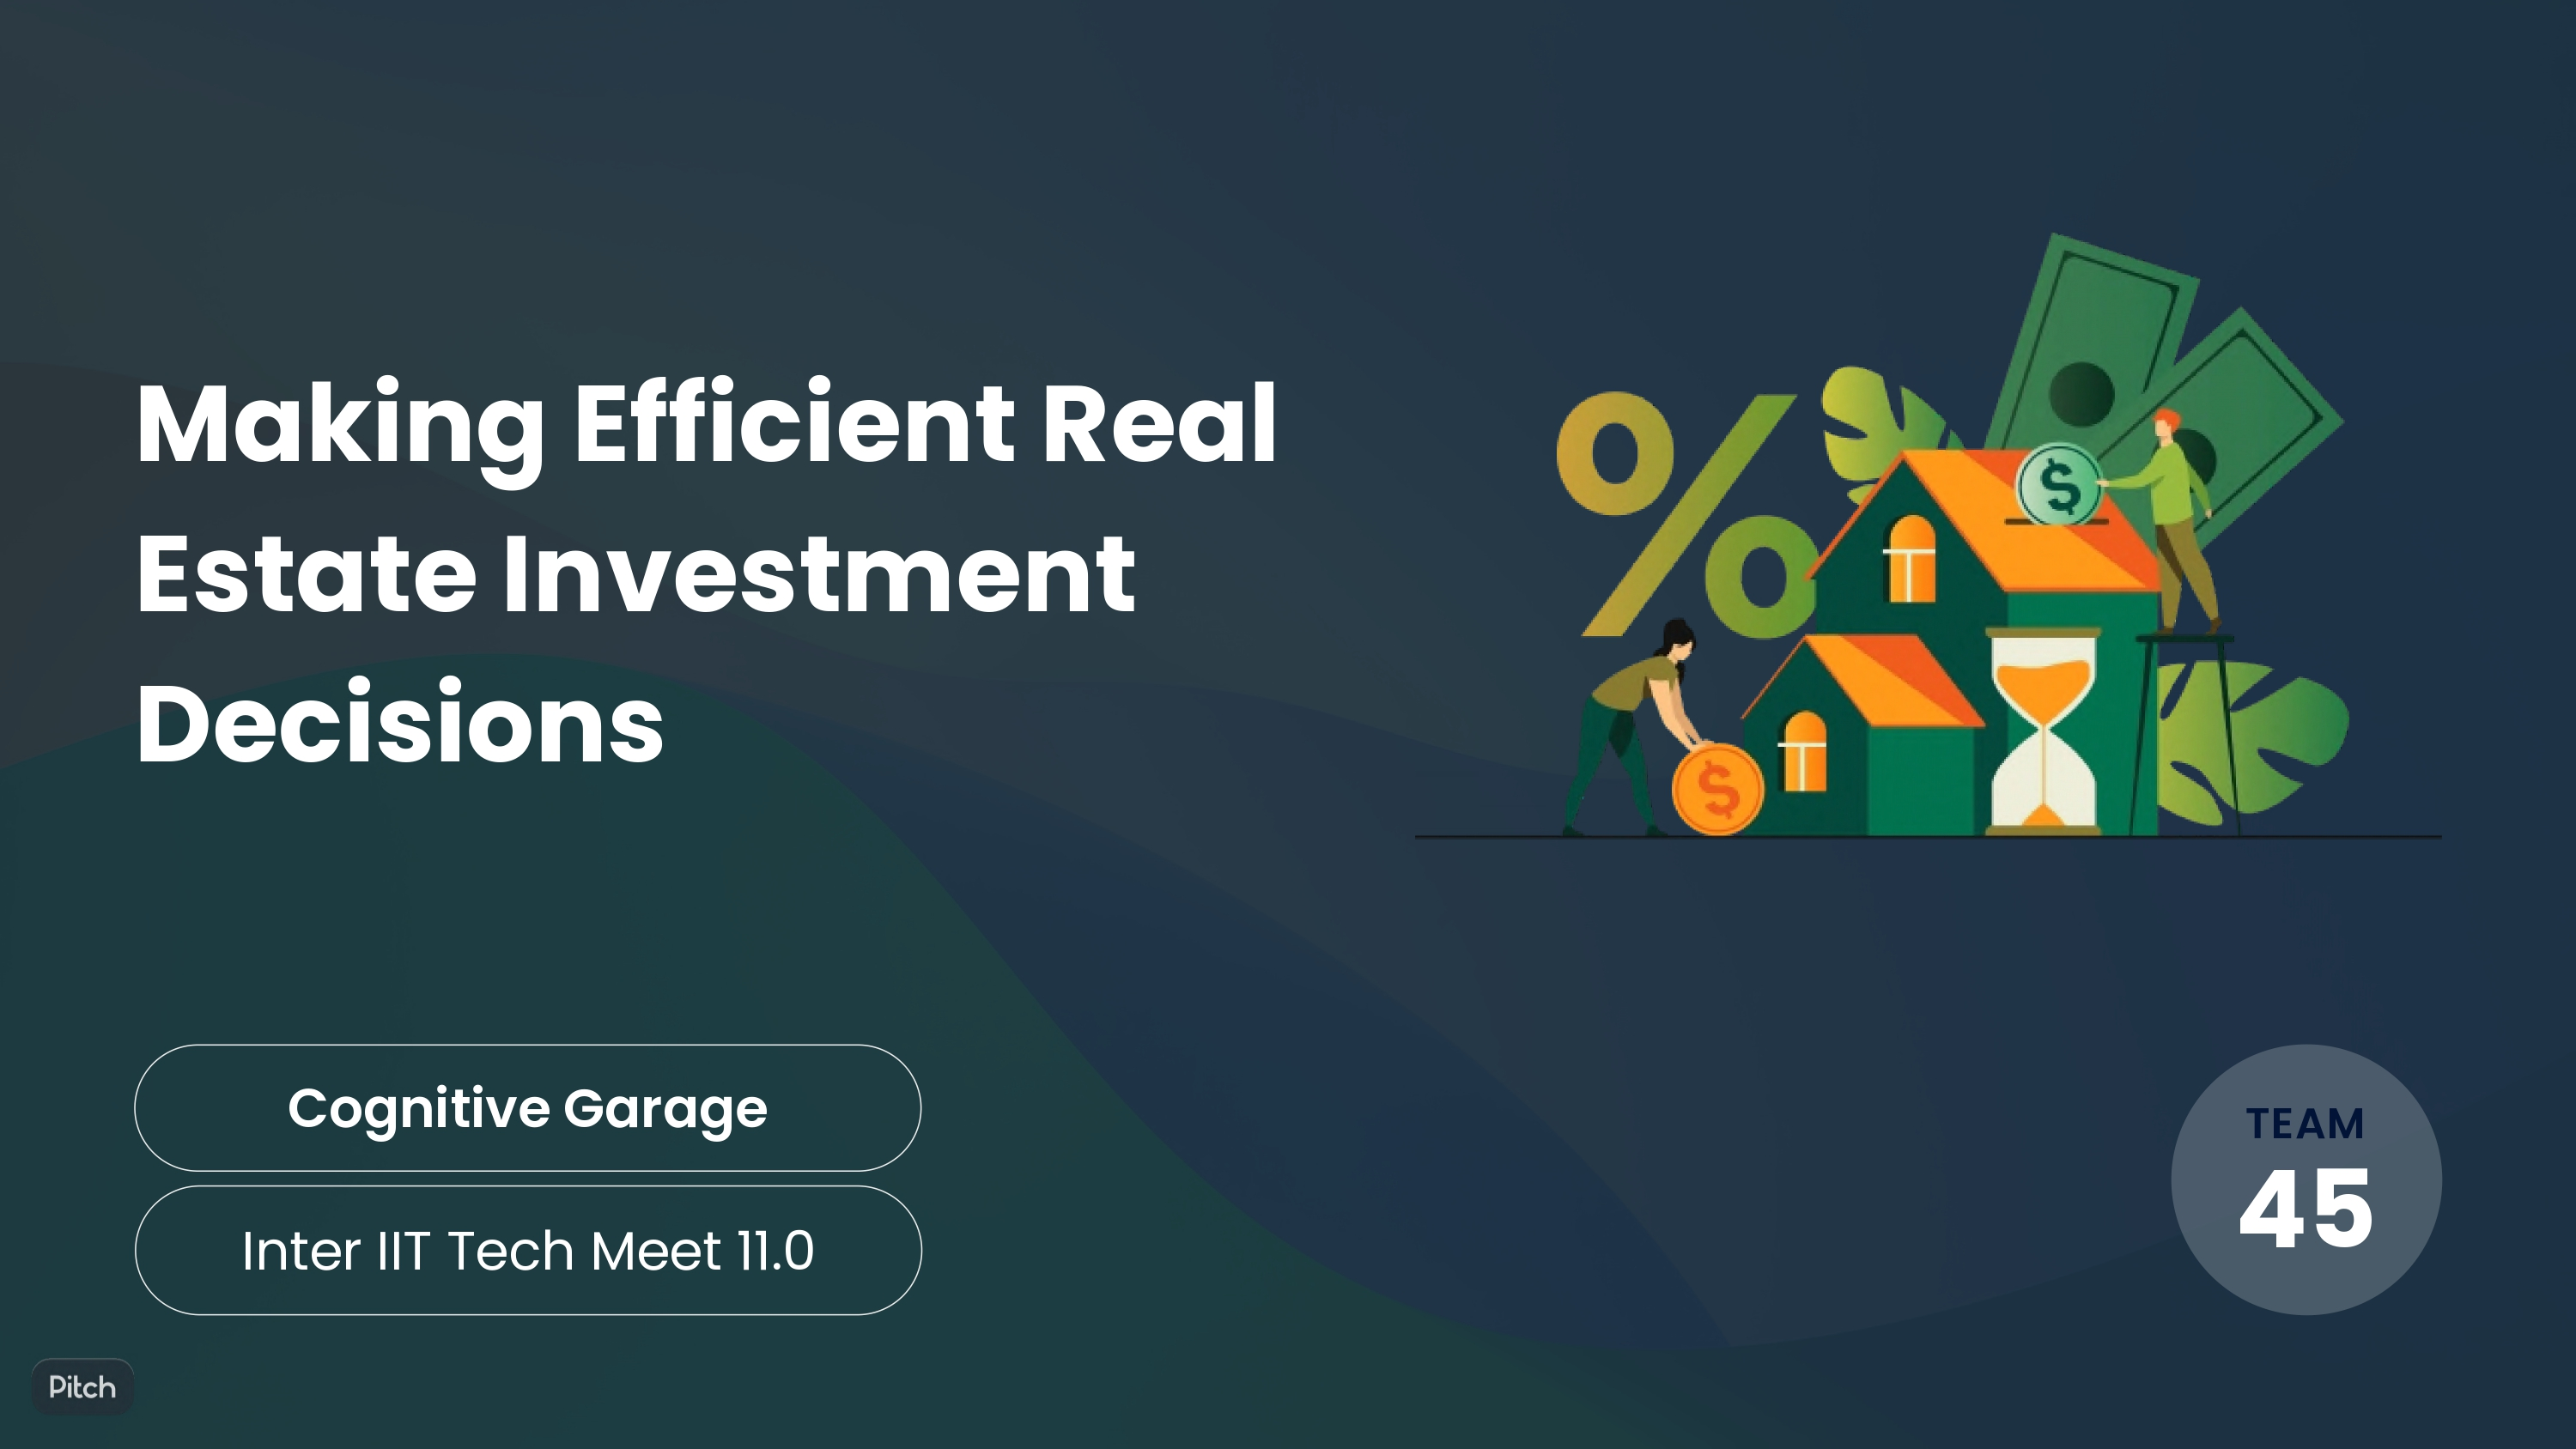 Making Efficient Real
Estate Investment
Decisions
%
$
$
Cognitive Garage
Inter IIT Tech Meet 11.0
TEAM
45
Pitch